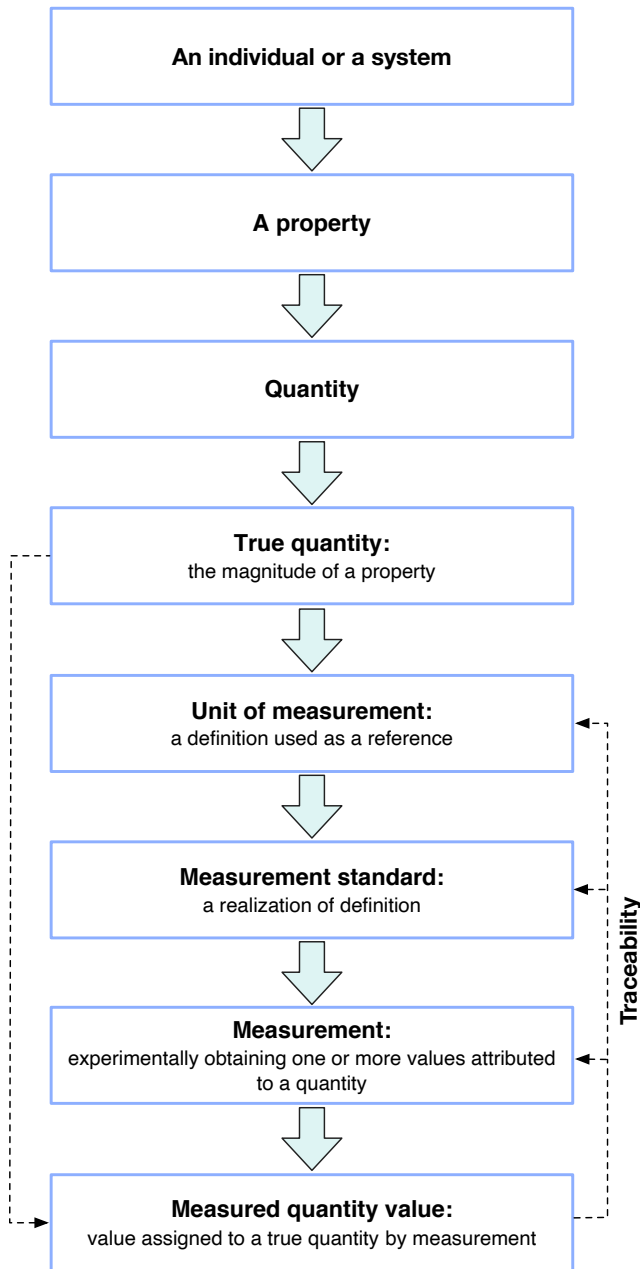 An individual or a system
A property
Quantity
True quantity:
the magnitude of a property
Unit of measurement:
a definition used as a reference
Measurement standard:
a realization of definition
Measurement:
experimentally obtaining one or more values attributed
to a quantity
Measured quantity value:
value assigned to a true quantity by measurement
Traceability